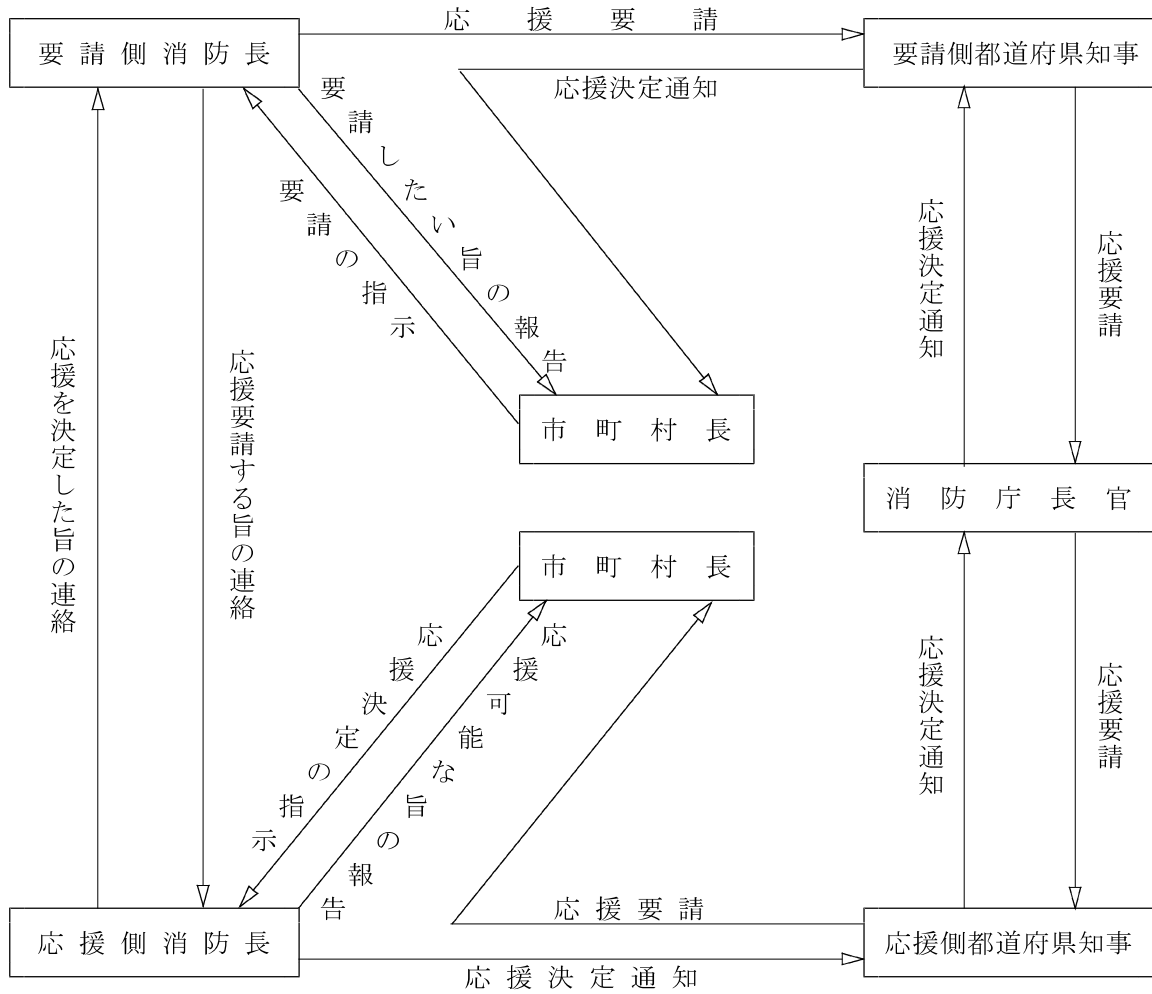 応援要請
要請側消防長
要請側都道府県知事
応援決定通知
要請したい旨の報告
要請の指示
応援決定通知
応援要請
応援を決定した旨の連絡
応援要請する旨の連絡
市町村長
消防庁長官
市町村長
応援決定の指示
応援可能な旨の報告
応援決定通知
応援要請
応援要請
応援側消防長
応援側都道府県知事
応援決定通知